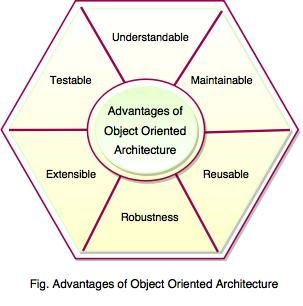 Understandable
Testable
Maintainable
Advantages of
Object Oriented
Architecture
Extensible
Reusable
Robustness
Fig. Advantages of Object Oriented Architecture